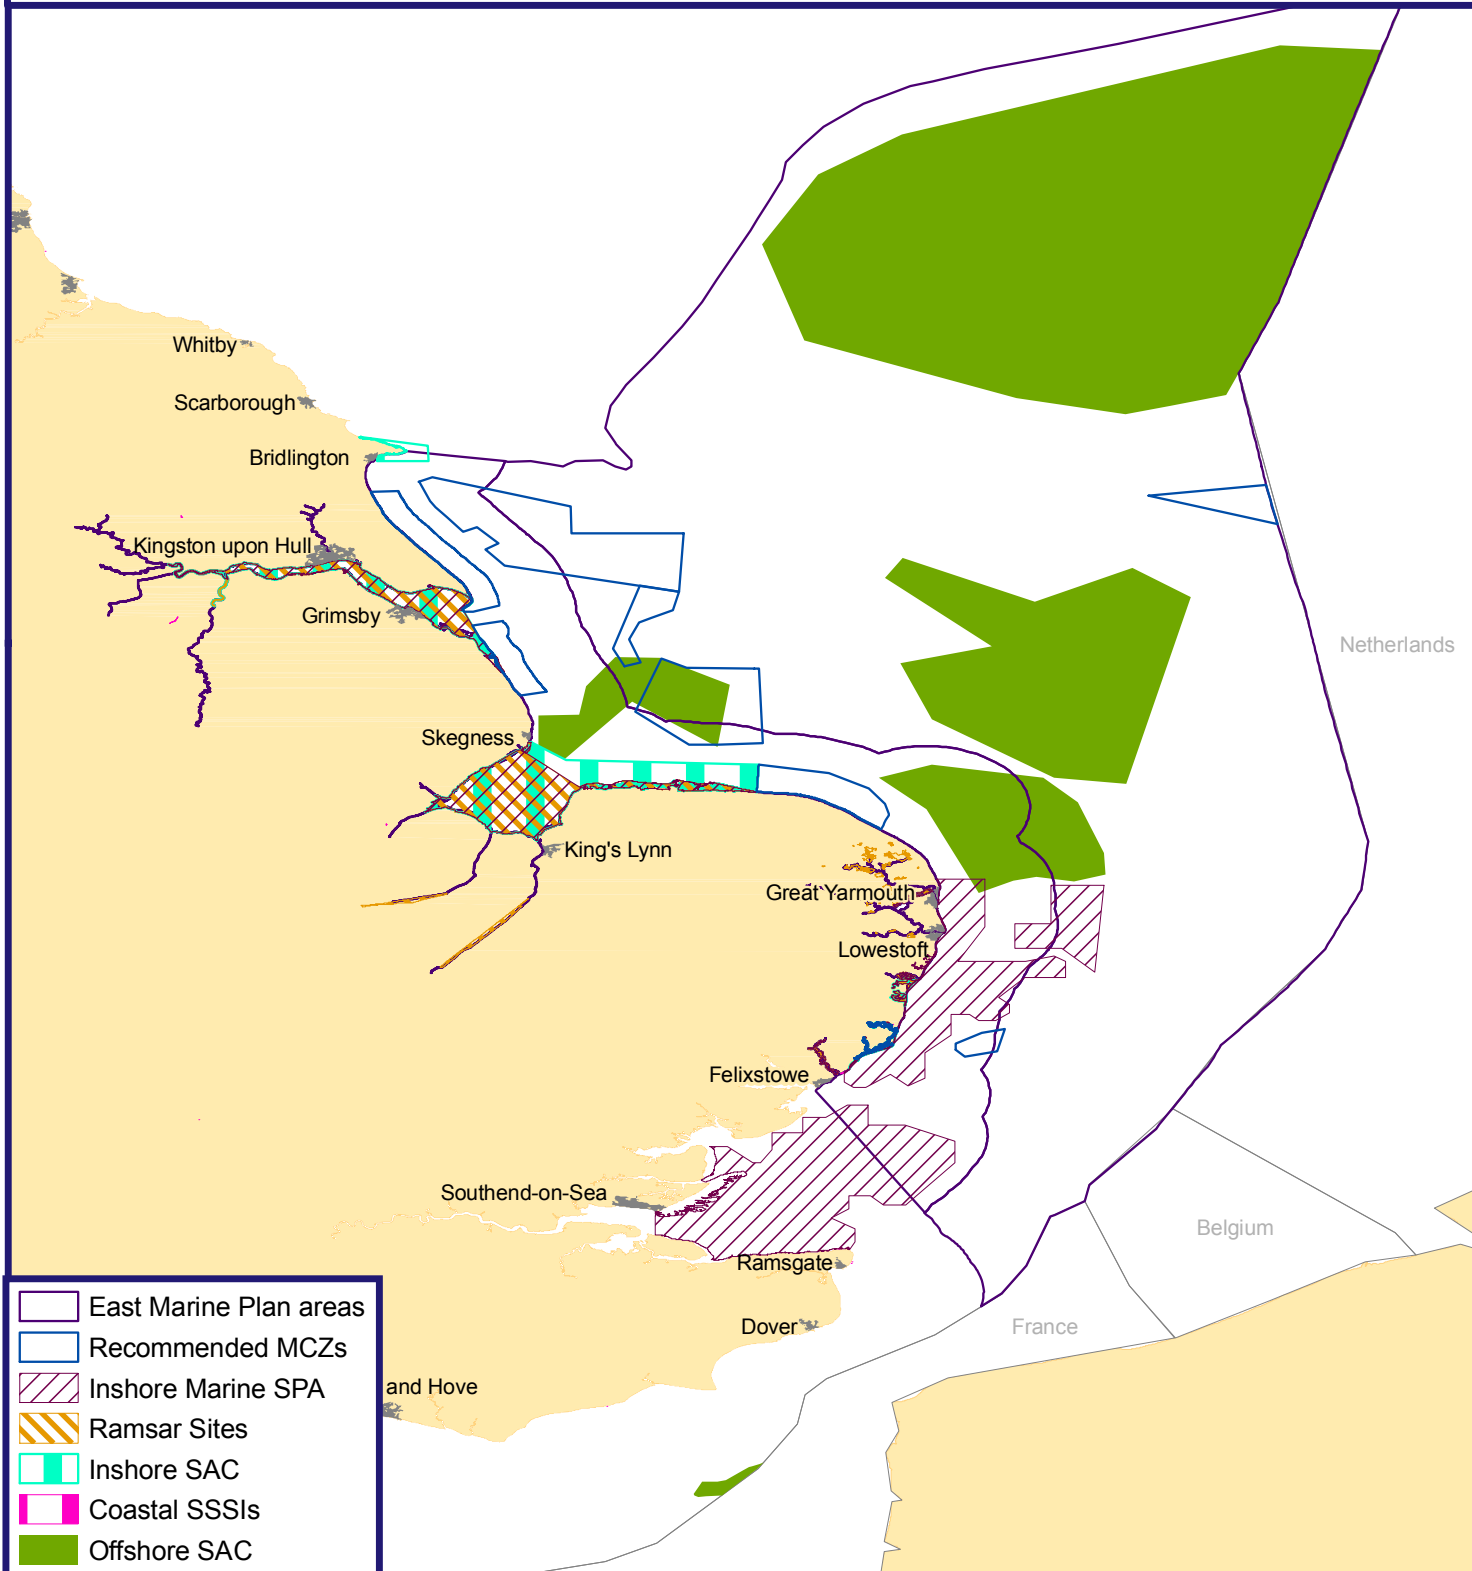 Whitby
Scarborough
Bridlington
Kingston upon Hull
Grimsby
Netherlands
Skegness
King's Lynn
Great Yarmouth
Lowestoft
Felixstowe
Southend-on-Sea
Belgium
Ramsgate
Dover
France
and Hove
East Marine Plan areas
Recommended MCZs
Inshore Marine SPA
Ramsar Sites
Inshore SAC
Coastal SSSIs
Offshore SAC